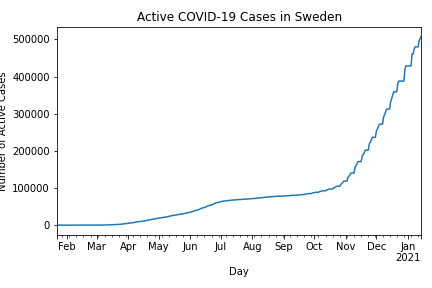 Active COVID-19 Cases in Sweden
500000
400000
300000
200000
100000
0
Number of Active Cases
Feb Mar Apr May Jun Jul Aug Sep Oct Nov Dec Jan
2021
Day